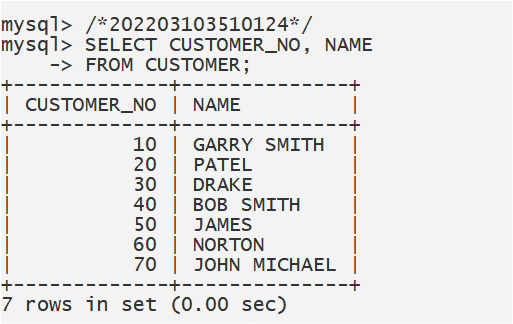 mysql> /*202203103510124*/
mysql> SELECT CUSTOMER_NO, NAME
    -> FROM CUSTOMER;
+-------------+--------------+
| CUSTOMER_NO | NAME         |
+-------------+--------------+
|          10 | GARRY SMITH  |
|          20 | PATEL        |
|          30 | DRAKE        |
|          40 | BOB SMITH    |
|          50 | JAMES        |
|          60 | NORTON       |
|          70 | JOHN MICHAEL |
+-------------+--------------+
7 rows in set (0.00 sec)